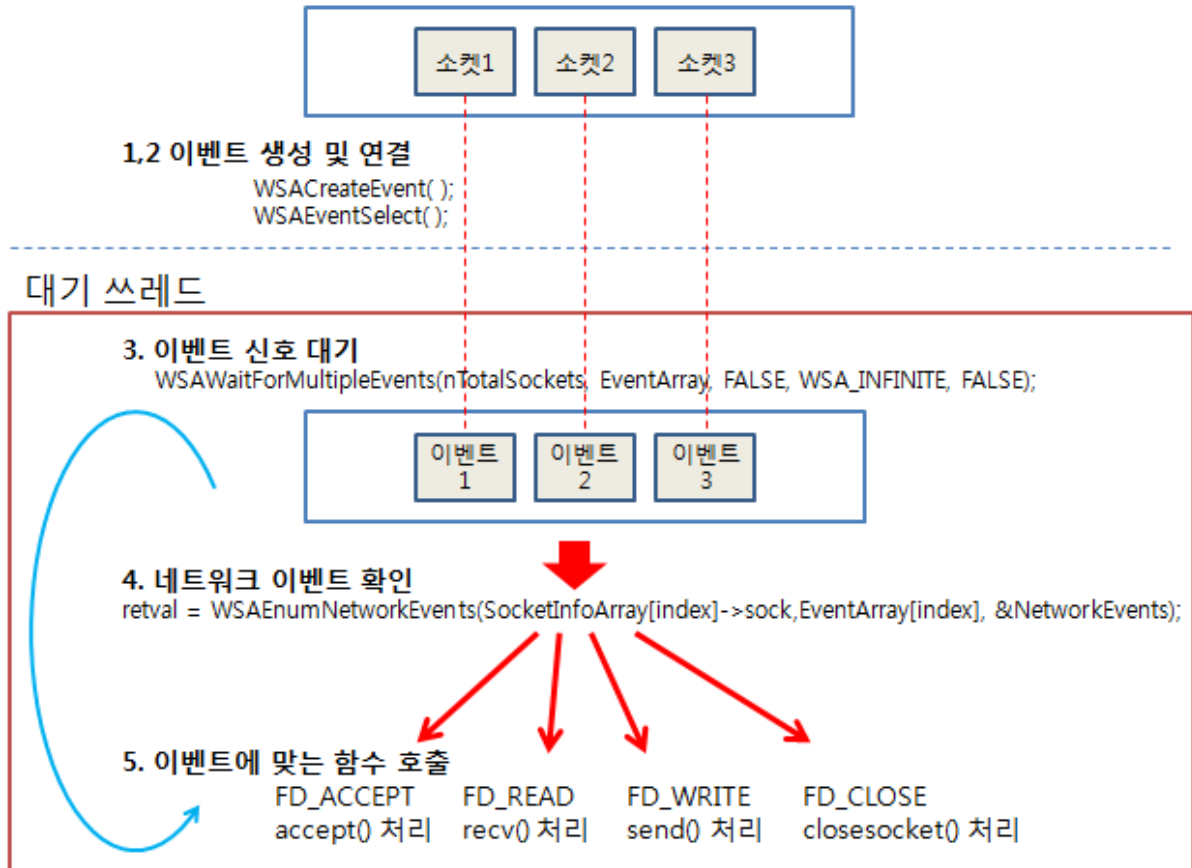 소켓1 소켓2 소켓3
1,2 이벤트 생성 및 연결
WSACreateEvent( );
WSAEventSelect( );
대기 쓰레드
3. 이벤트 신호 대기
WSAWaitForMultipleEvents(nTotalSockets, EventArray, FALSE, WSA_INFINITE, FALSE);
이벤트 이벤트 이벤트
1 2 3
4. 네트워크 이벤트 확인
retval = WSAEnumNetworkEvents(SocketInfoArray[index]->sock,EventArray[index], &NetworkEvents);
5. 이벤트에 맞는 함수 호출
FD_ACCEPT FD_READ FD_WRITE FD_CLOSE
accept() 처리 recv() 처리 send() 처리 closesocket() 처리